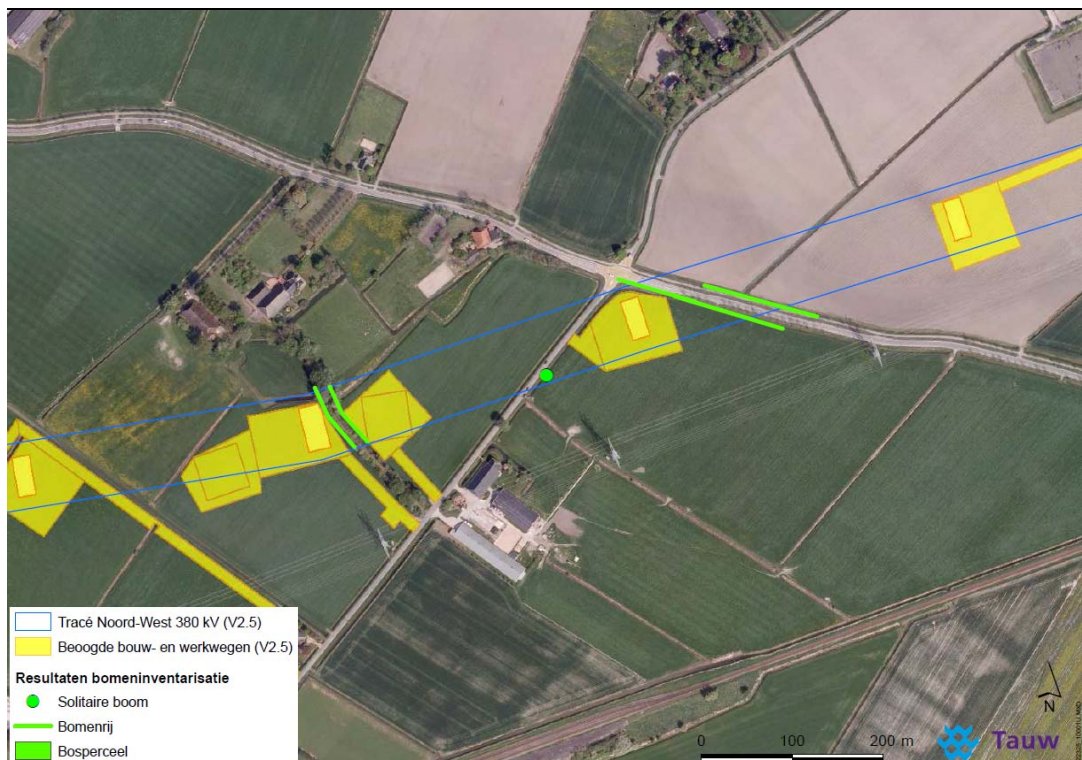 Tracé Noord-West 380 kV (V2.5)
Beoogde bouw- en werkwegen (V2.5)
Resultaten bomeninventarisatie
Solitaire boom
Bomenrij
Bosperceel
N
0 100 200 m
Tauw